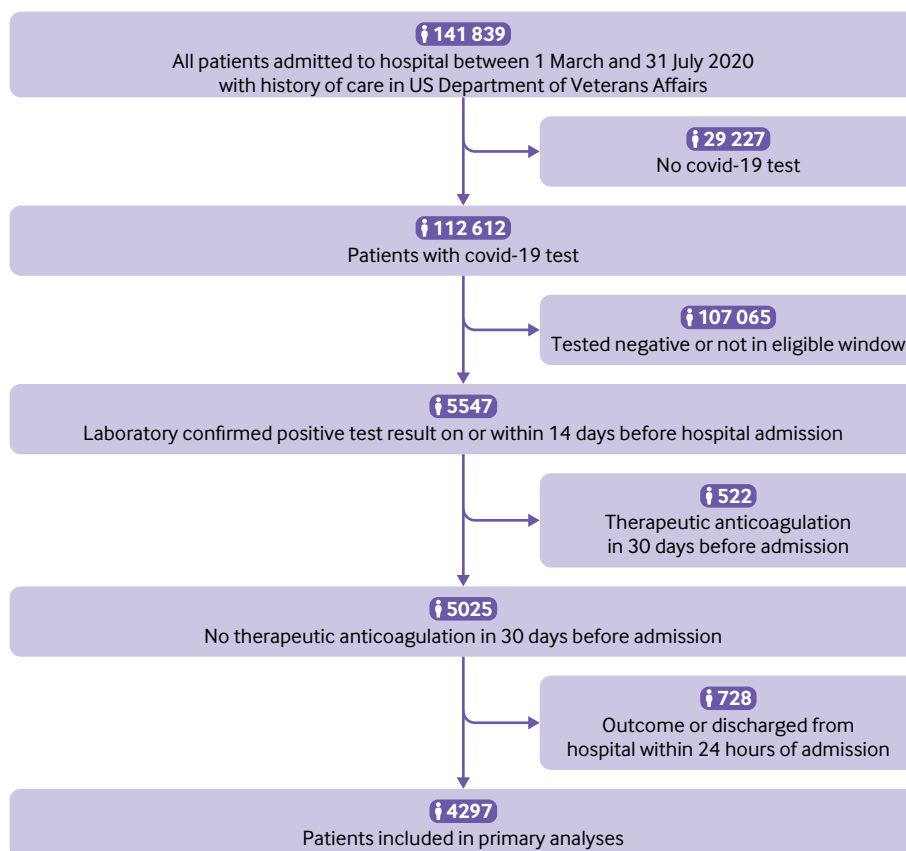 141 839
All patients admitted to hospital between 1 March and 31 July 2020
with history of care in US Department of Veterans Affairs
29 227
No covid-19 test
112 612
Patients with covid-19 test
107 065
Tested negative or not in eligible window
5547
Laboratory confirmed positive test result on or within 14 days before hospital admission
522
Therapeutic anticoagulation
in 30 days before admission
5025
No therapeutic anticoagulation in 30 days before admission
728
Outcome or discharged from
hospital within 24 hours of admission
4297
Patients included in primary analyses